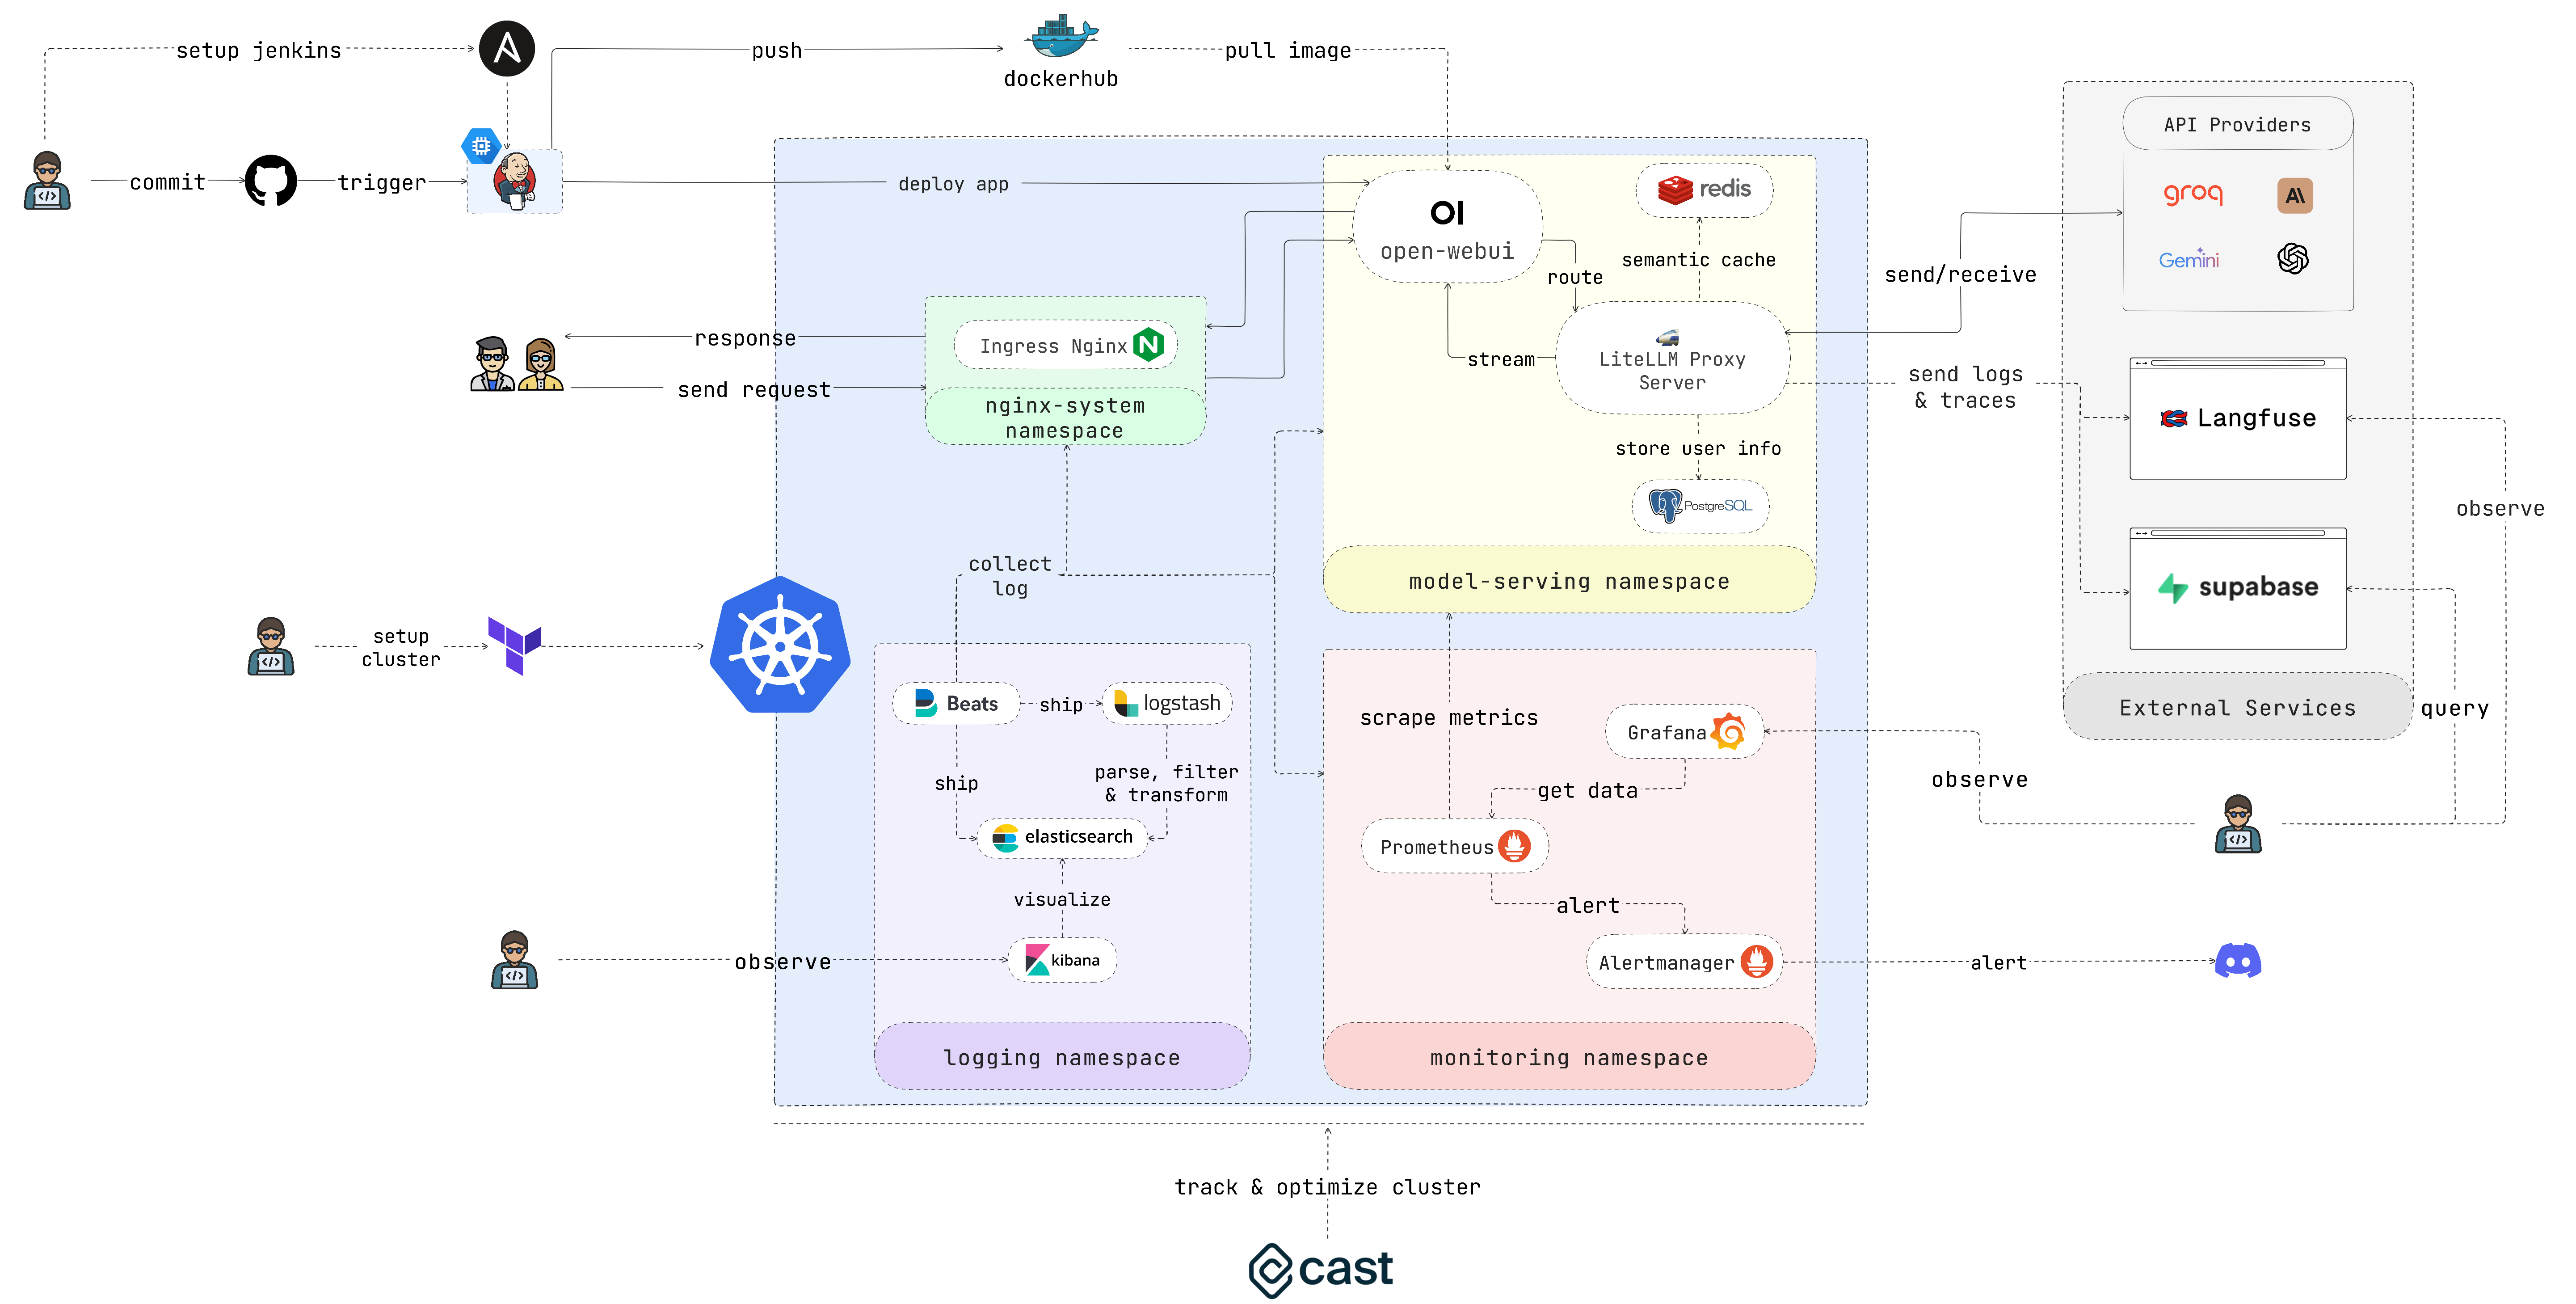 setup jenkins
push
dockerhub
pull image
commit
trigger
deploy app
API Providers
groq
Gemini
OI
open-webui
redis
semantic cache
route
send/receive
LiteLLM Proxy
Server
stream
response
Ingress Nginx
send request
nginx-system
namespace
send logs
& traces
Langfuse
store user info
PostgreSQL
observe
collect
log
model-serving namespace
supabase
setup
cluster
External Services
query
Beats
ship
logstash
scrape metrics
Grafana
ship
parse, filter
& transform
get data
observe
elasticsearch
Prometheus
visualize
alert
observe
kibana
Alertmanager
alert
logging namespace
monitoring namespace
track & optimize cluster
cast